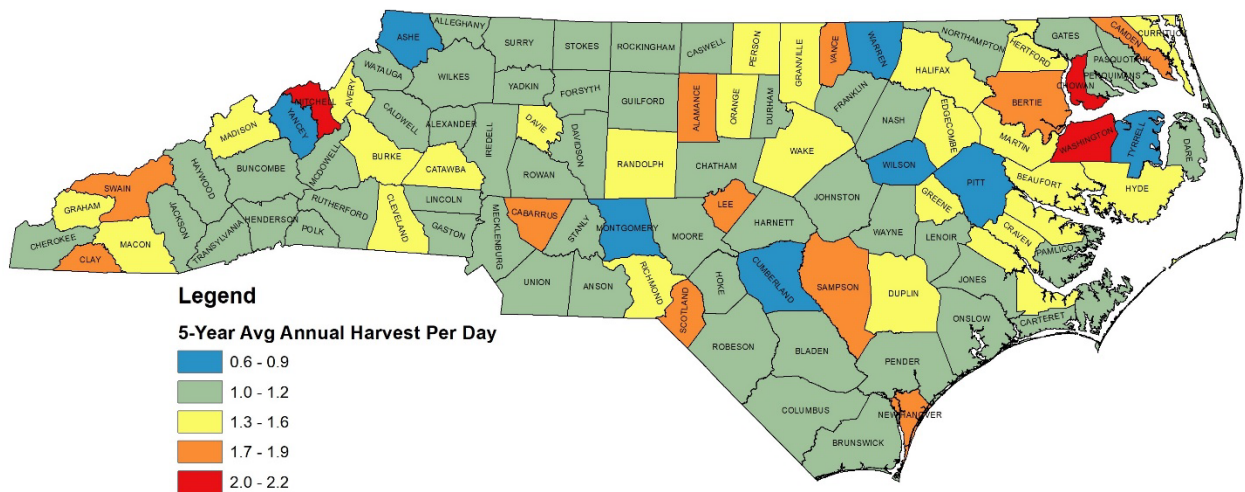 ALLEGHANY
ASHE
SURRY
STOKES
ROCKINGHAM
CASWELL
PERSON
GRANVILLE
VANCE
WARREN
NORTHAMPTON
HERTFORD
GATES
CAMDEN
CURRITUCK
PASQUOTANK
PERQUIMANS
CHOWAN
HALIFAX
BERTIE
WATAUGA
WILKES
YADKIN
FORSYTH
GUILFORD
ALAMANCE
ORANGE
DURHAM
FRANKLIN
NASH
EDGECOMBE
MARTIN
WASHINGTON
TYRRELL
DARE
MITCHELL
AVERY
YANCEY
MADISON
CALDWELL
ALEXANDER
IREDELL
DAVIE
DAVIDSON
RANDOLPH
CHATHAM
WAKE
WILSON
PITT
BEAUFORT
HYDE
SWAIN
HAYWOOD
BUNCOMBE
MCDOWELL
BURKE
CATAWBA
ROWAN
LEE
JOHNSTON
GREENE
GRAHAM
JACKSON
HENDERSON
RUTHERFORD
CLEVELAND
LINCOLN
MECKLENBURG
CABARRUS
STANLY
MONTGOMERY
MOORE
HARNETT
WAYNE
LENOIR
CRAVEN
PAMLICO
CHEROKEE
CLAY
MACON
TRANSYLVANIA
POLK
GASTON
UNION
ANSON
RICHMOND
HOKE
CUMBERLAND
SAMPSON
DUPLIN
JONES
SCOTLAND
ROBESON
BLADEN
ONSLOW
CARTERET
PENDER
COLUMBUS
NEW HANOVER
BRUNSWICK
Legend
5-Year Avg Annual Harvest Per Day
0.6 - 0.9
1.0 - 1.2
1.3 - 1.6
1.7 - 1.9
2.0 - 2.2